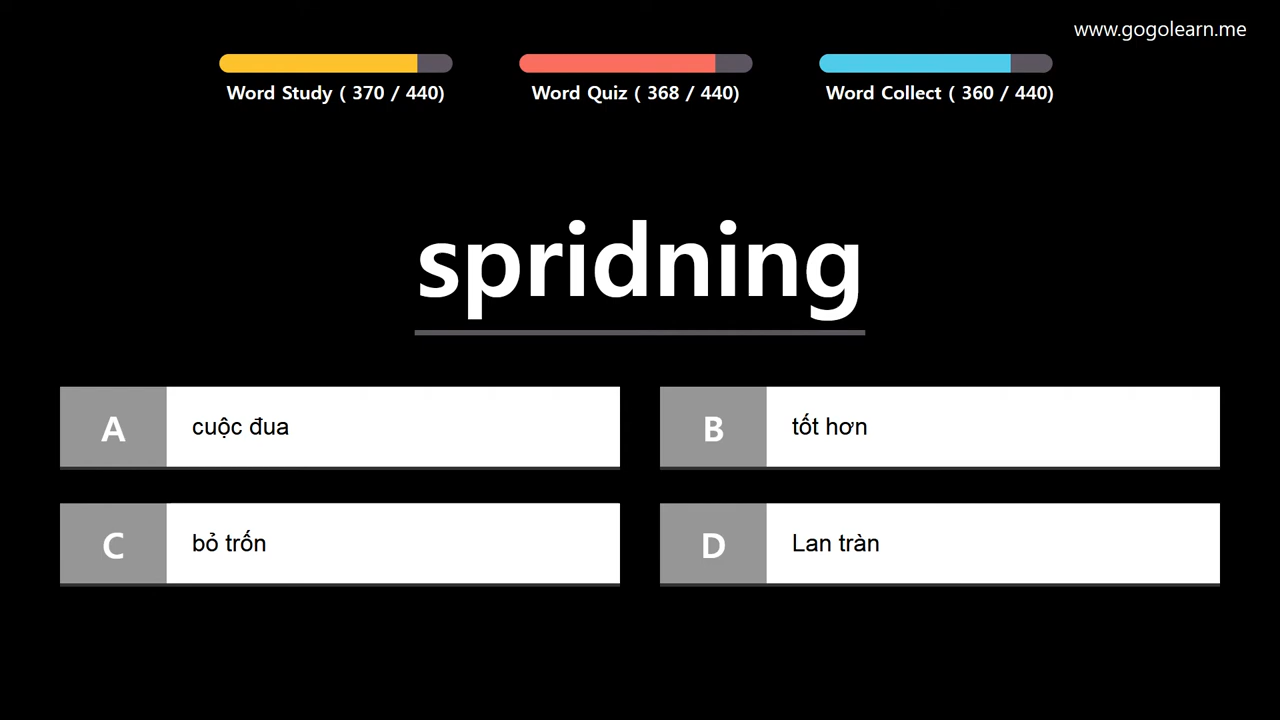 www.gogolearn.me
Word Study ( 370 / 440)
Word Quiz ( 368 / 440)
Word Collect ( 360 / 440)
spridning
A
cuộc đua
B
tốt hơn
C
bỏ trốn
D
Lan tràn